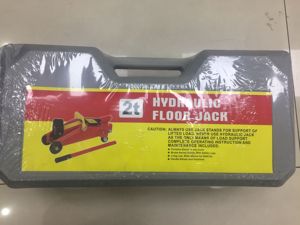 2t
HYDRAULIC
FLOOR JACK
CAUTION: ALWAYS USE JACK STANDS FOR SUPPORT OF
LIFTED LOAD. NEVER USE HYDRAULIC JACK
AS THE ONLY MEANS OF LOAD SUPPORT
COMPLETE OPERATING INSTRUCTION AND
MAINTENANCE INCLUDED.